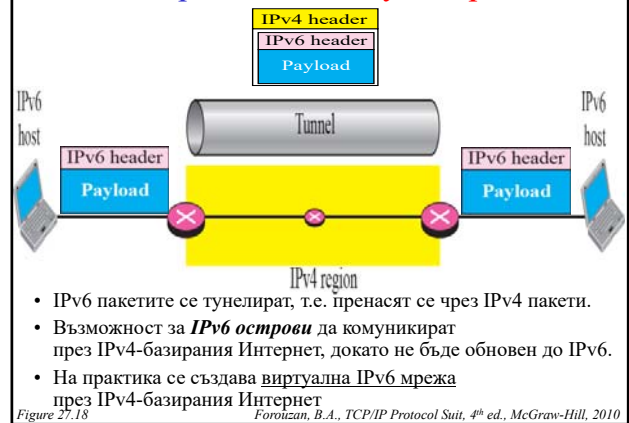 IPv4 header
IPv6 header
Payload
IPv6
host
Tunnel
IPv6
host
IPv6 header
Payload
IPv6 header
Payload
IPv4 region
• IPv6 пакетите се тунелират, т.е. пренасят се чрез IPv4 пакети.
• Възможност за IPv6 острови да комуникират
през IPv4-базирания Интернет, докато не бъде обновен до IPv6.
• На практика се създава виртуална IPv6 мрежа
през IPv4-базирания Интернет
Figure 27.18 Forouzan, B.A., TCP/IP Protocol Suit, 4th ed., McGraw-Hill, 2010